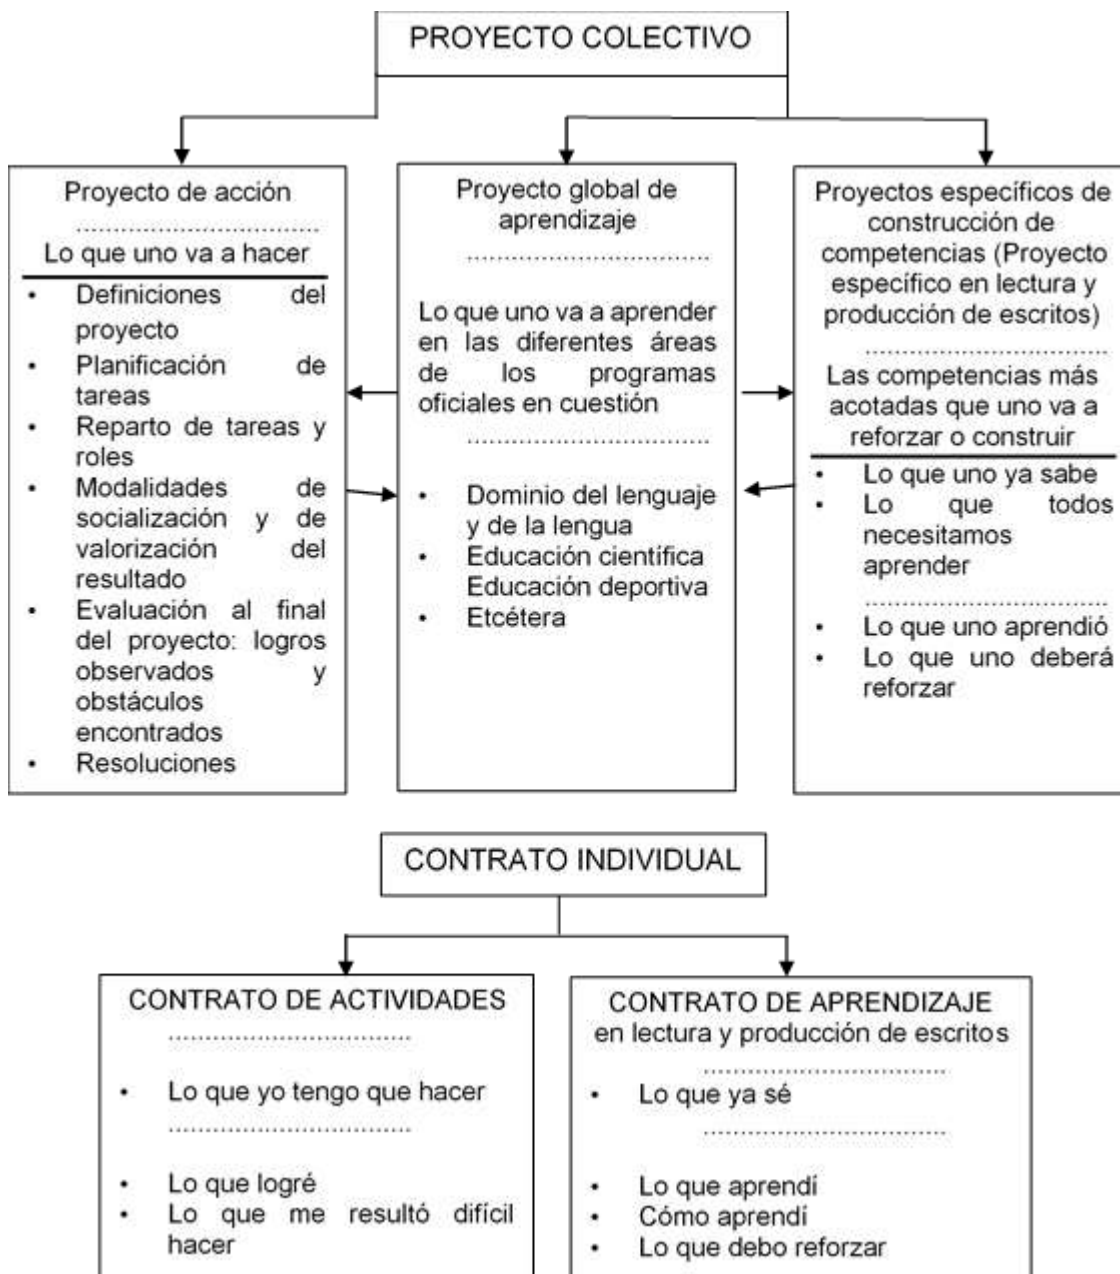 PROYECTO COLECTIVO
Proyecto de acción
..............................
Lo que uno va a hacer
• Definiciones del
proyecto
• Planificación de
tareas
• Reparto de tareas y
roles
• Modalidades de
socialización y de
valorización del
resultado
• Evaluación al final
del proyecto: logros
observados y
obstáculos
encontrados
• Resoluciones
Proyecto global de
aprendizaje
..............................
Lo que uno va a aprender
en las diferentes áreas
de los programas
oficiales en cuestión
..............................
• Dominio del lenguaje
y de la lengua
• Educación científica
Educación deportiva
• Etcétera
Proyectos específicos de
construcción de
competencias (Proyecto
específico en lectura y
producción de escritos)
..............................
Las competencias más
acotadas que uno va a
reforzar o construir
• Lo que uno ya sabe
• Lo que todos
necesitamos
aprender
..............................
• Lo que uno aprendió
• Lo que uno deberá
reforzar
CONTRATO INDIVIDUAL
CONTRATO DE ACTIVIDADES
..............................
• Lo que yo tengo que hacer
..............................
• Lo que logré
• Lo que me resultó difícil
hacer
CONTRATO DE APRENDIZAJE
en lectura y producción de escritos
..............................
• Lo que ya sé
..............................
• Lo que aprendí
• Cómo aprendí
• Lo que debo reforzar